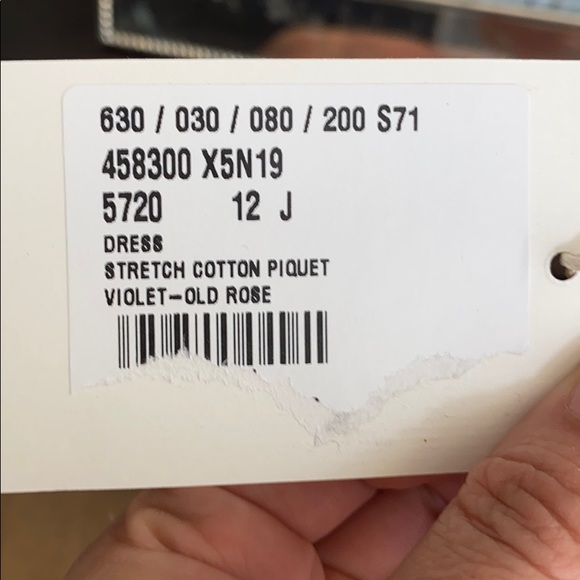 630 / 030 / 080 / 200 S71
458300 X5N19
5720 12 J
DRESS
STRETCH COTTON PIQUET
VIOLET-OLD ROSE